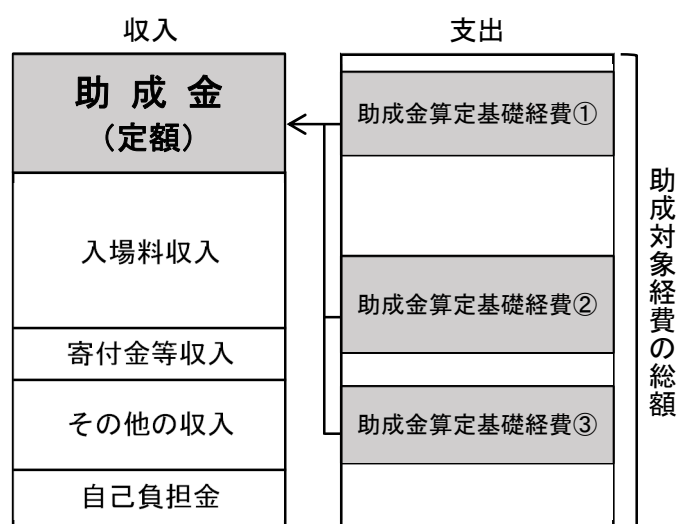 収入
助成金
（定額）
入場料収入
寄付金等収入
その他の収入
自己負担金
支出
助成金算定基礎経費①
助成金算定基礎経費②
助成金算定基礎経費③
助成対象経費の総額